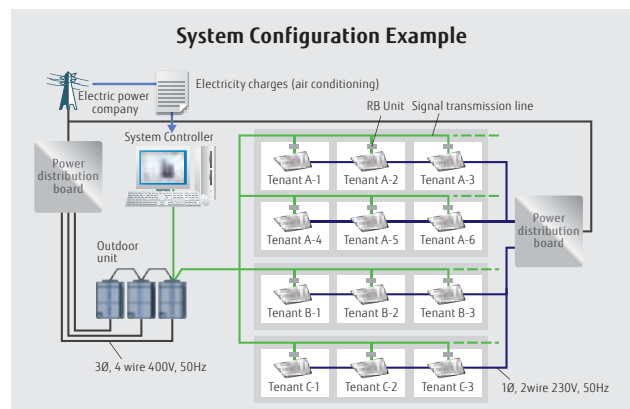 System Configuration Example
Electricity charges (air conditioning)
Electric power
company
RB Unit
Signal transmission line
System Controller
Power
distribution
board
Tenant A-1
Tenant A-2
Tenant A-3
Tenant A-4
Tenant A-5
Tenant A-6
Power
distribution
board
Outdoor
unit
Tenant B-1
Tenant B-2
Tenant B-3
3Ø, 4 wire 400V, 50Hz
Tenant C-1
Tenant C-2
Tenant C-3
1Ø, 2wire 230V, 50Hz